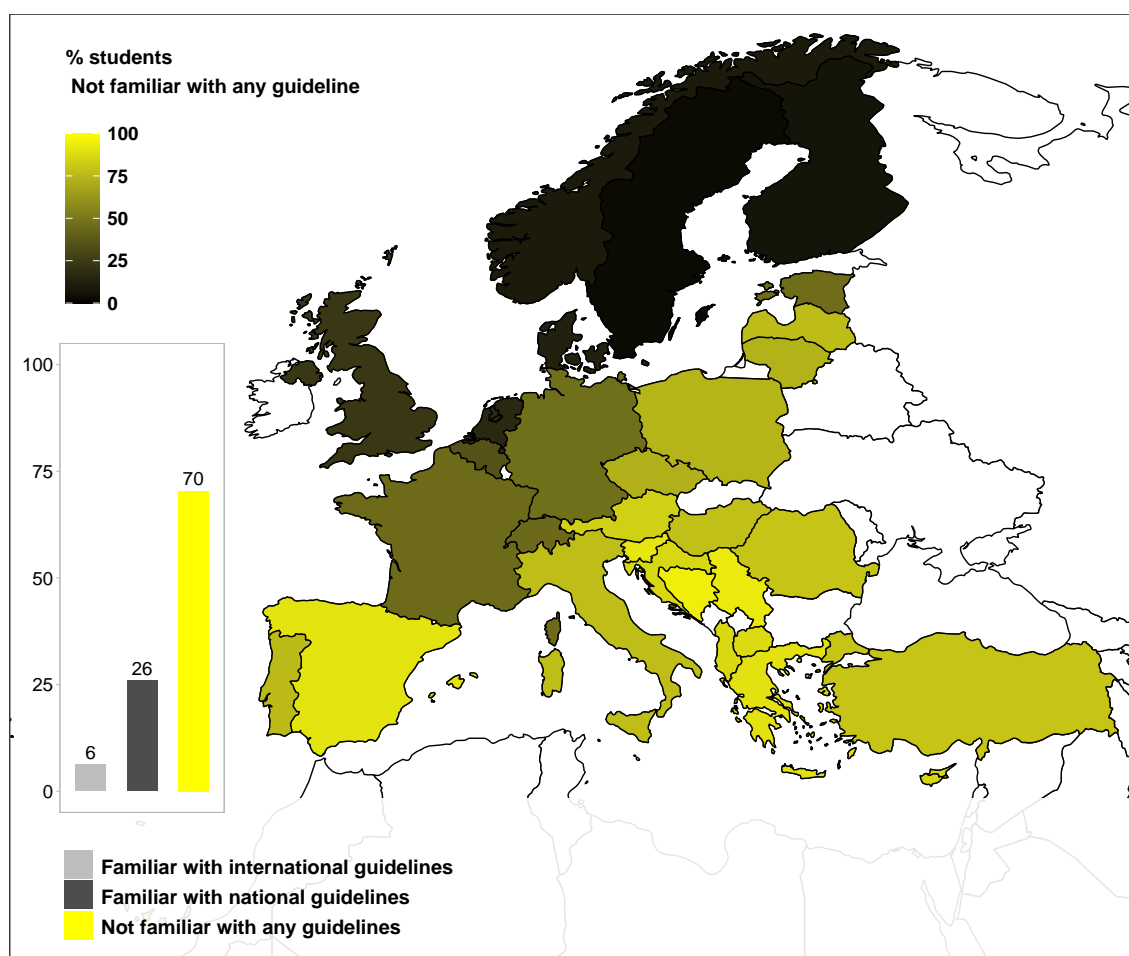 % students
Not familiar with any guideline
100
75
50
25
0
100
75
50
25
0
6
26
70
Familiar with international guidelines
Familiar with national guidelines
Not familiar with any guidelines